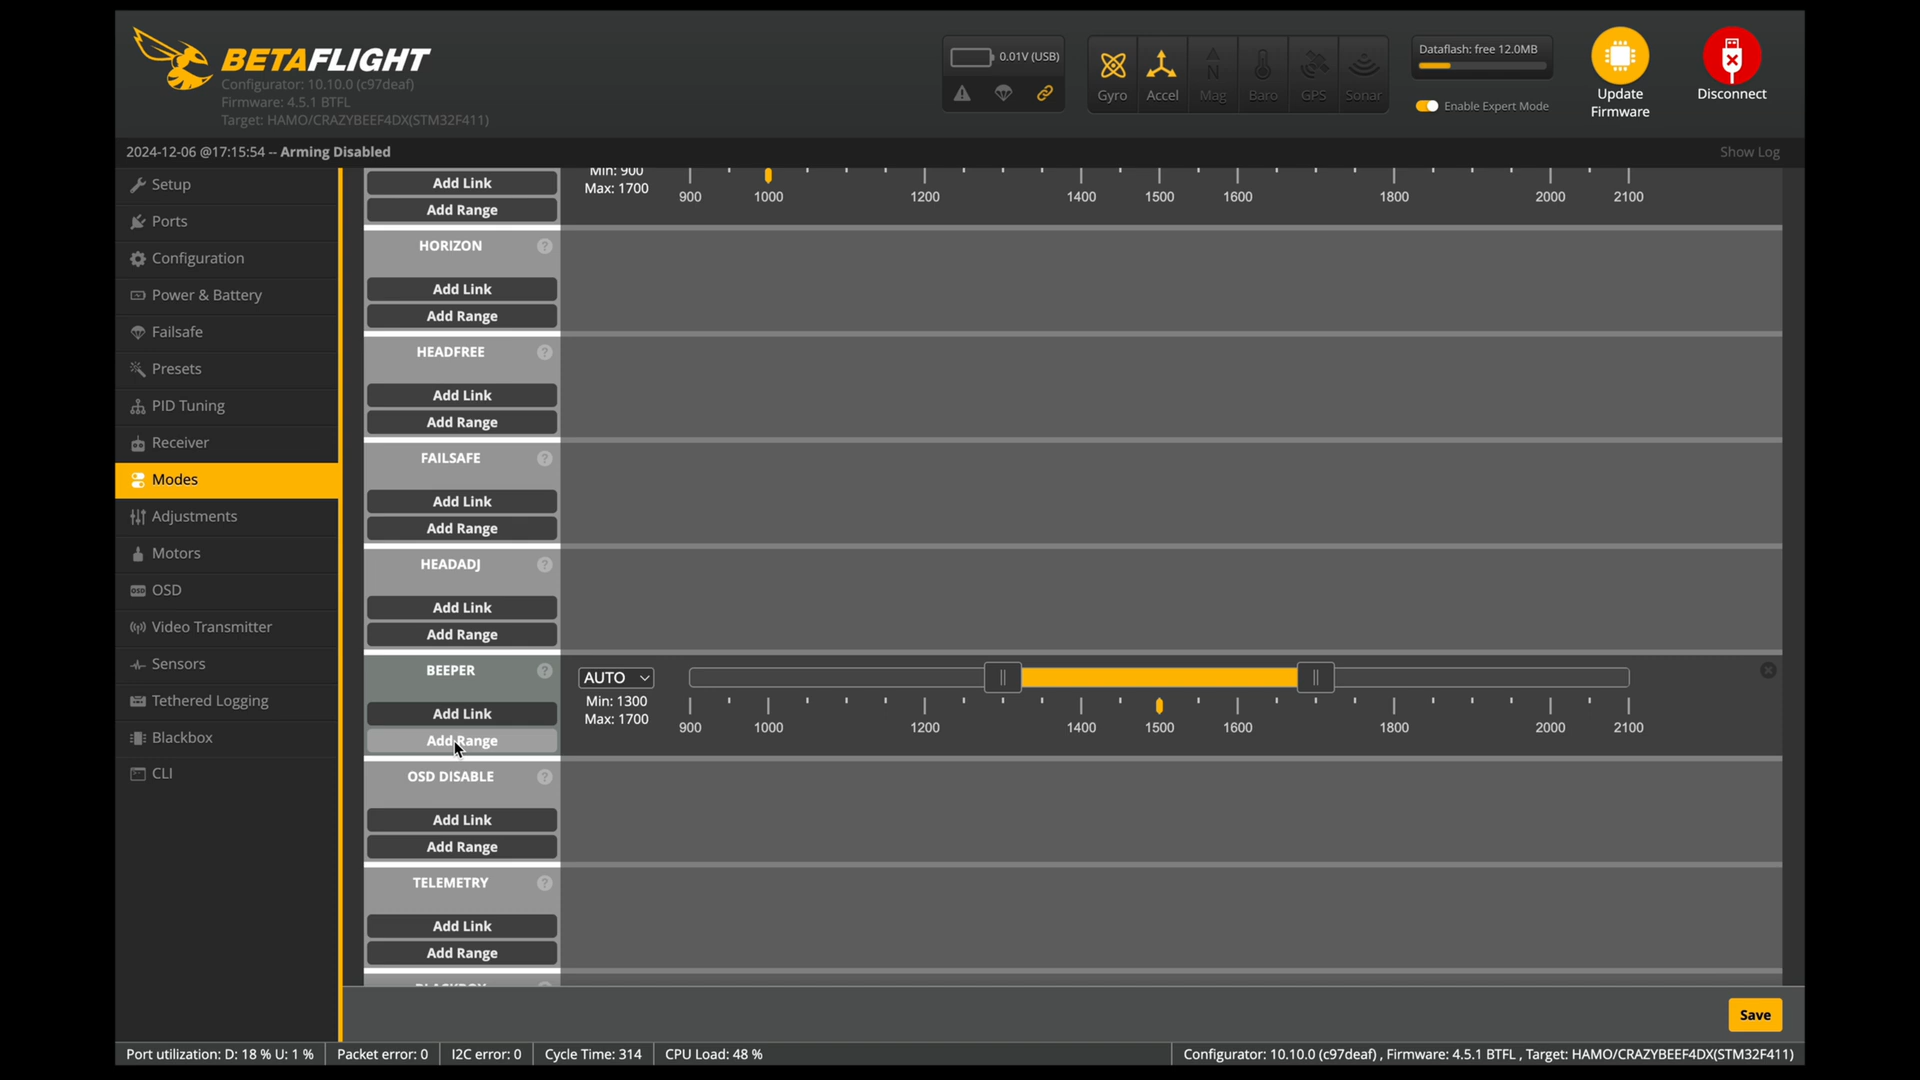 BETAFLIGHT
Configurator: 10.10.0 (c97deaf)
Firmware: 4.5.1 BTFL
Target: HAMO/CRAZYBEEF4DX(STM32F411)
0.01V (USB)
Gyro
Accel
Mag
Baro
GPS
Sonar
Dataflash: free 12.0MB
Enable Expert Mode
Update
Firmware
Disconnect
2024-12-06 @17:15:54 -- Arming Disabled
Show Log
Setup
Ports
Configuration
Power & Battery
Failsafe
Presets
PID Tuning
Receiver
Modes
Adjustments
Motors
OSD
Video Transmitter
Sensors
Tethered Logging
Blackbox
CLI
Add Link
Add Range
Min: 900
Max: 1700
900 1000 1200 1400 1500 1600 1800 2000 2100
HORIZON
Add Link
Add Range
HEADFREE
Add Link
Add Range
FAILSAFE
Add Link
Add Range
HEADADJ
Add Link
Add Range
BEEPER
Add Link
Add Range
AUTO
Min: 1300
Max: 1700
900 1000 1200 1400 1500 1600 1800 2000 2100
OSD DISABLE
Add Link
Add Range
TELEMETRY
Add Link
Add Range
Save
Port utilization: D: 18 % U: 1 %
Packet error: 0
I2C error: 0
Cycle Time: 314
CPU Load: 48 %
Configurator: 10.10.0 (c97deaf) , Firmware: 4.5.1 BTFL , Target: HAMO/CRAZYBEEF4DX(STM32F411)